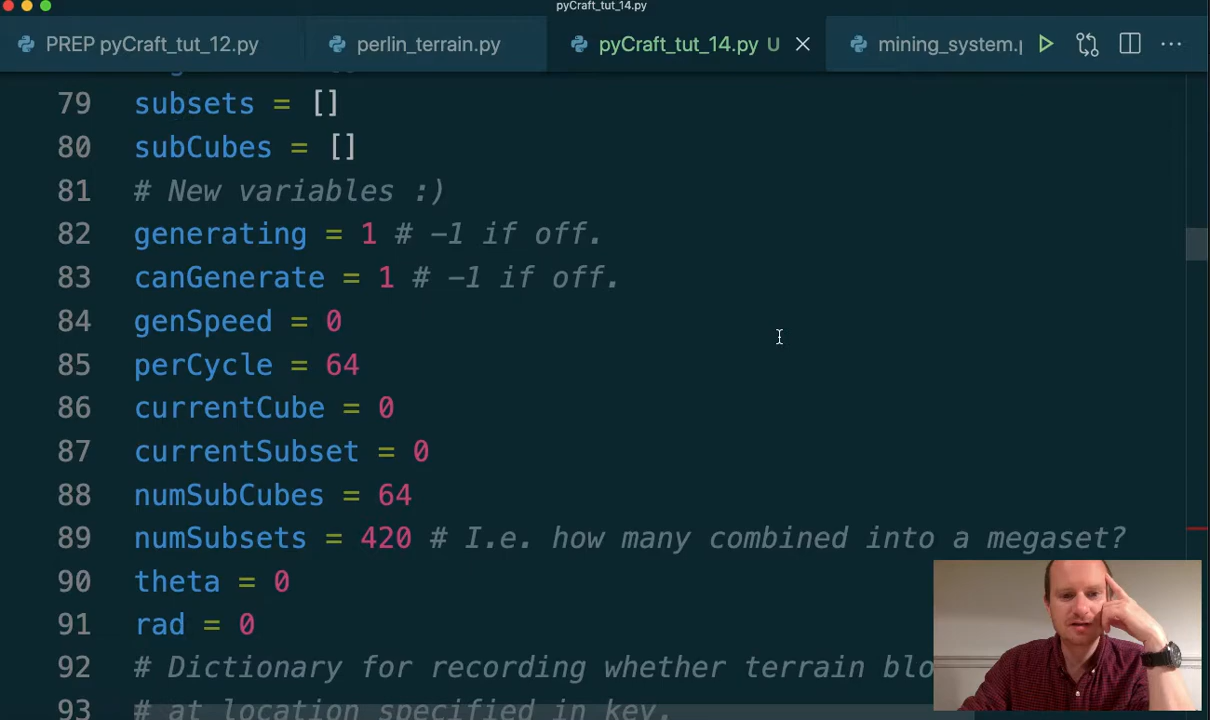 pyCraft_tut_14.py
PREP pyCraft_tut_12.py perlin_terrain.py pyCraft_tut_14.py U mining_system.p
79 subsets = []
80 subCubes = []
81 # New variables :)
82 generating = 1 # -1 if off.
83 canGenerate = 1 # -1 if off.
84 genSpeed = 0
85 perCycle = 64
86 currentCube = 0
87 currentSubset = 0
88 numSubCubes = 64
89 numSubsets = 420 # I.e. how many combined into a megaset?
90 theta = 0
91 rad = 0
92 # Dictionary for recording whether terrain blo
93 # at location specified in key.